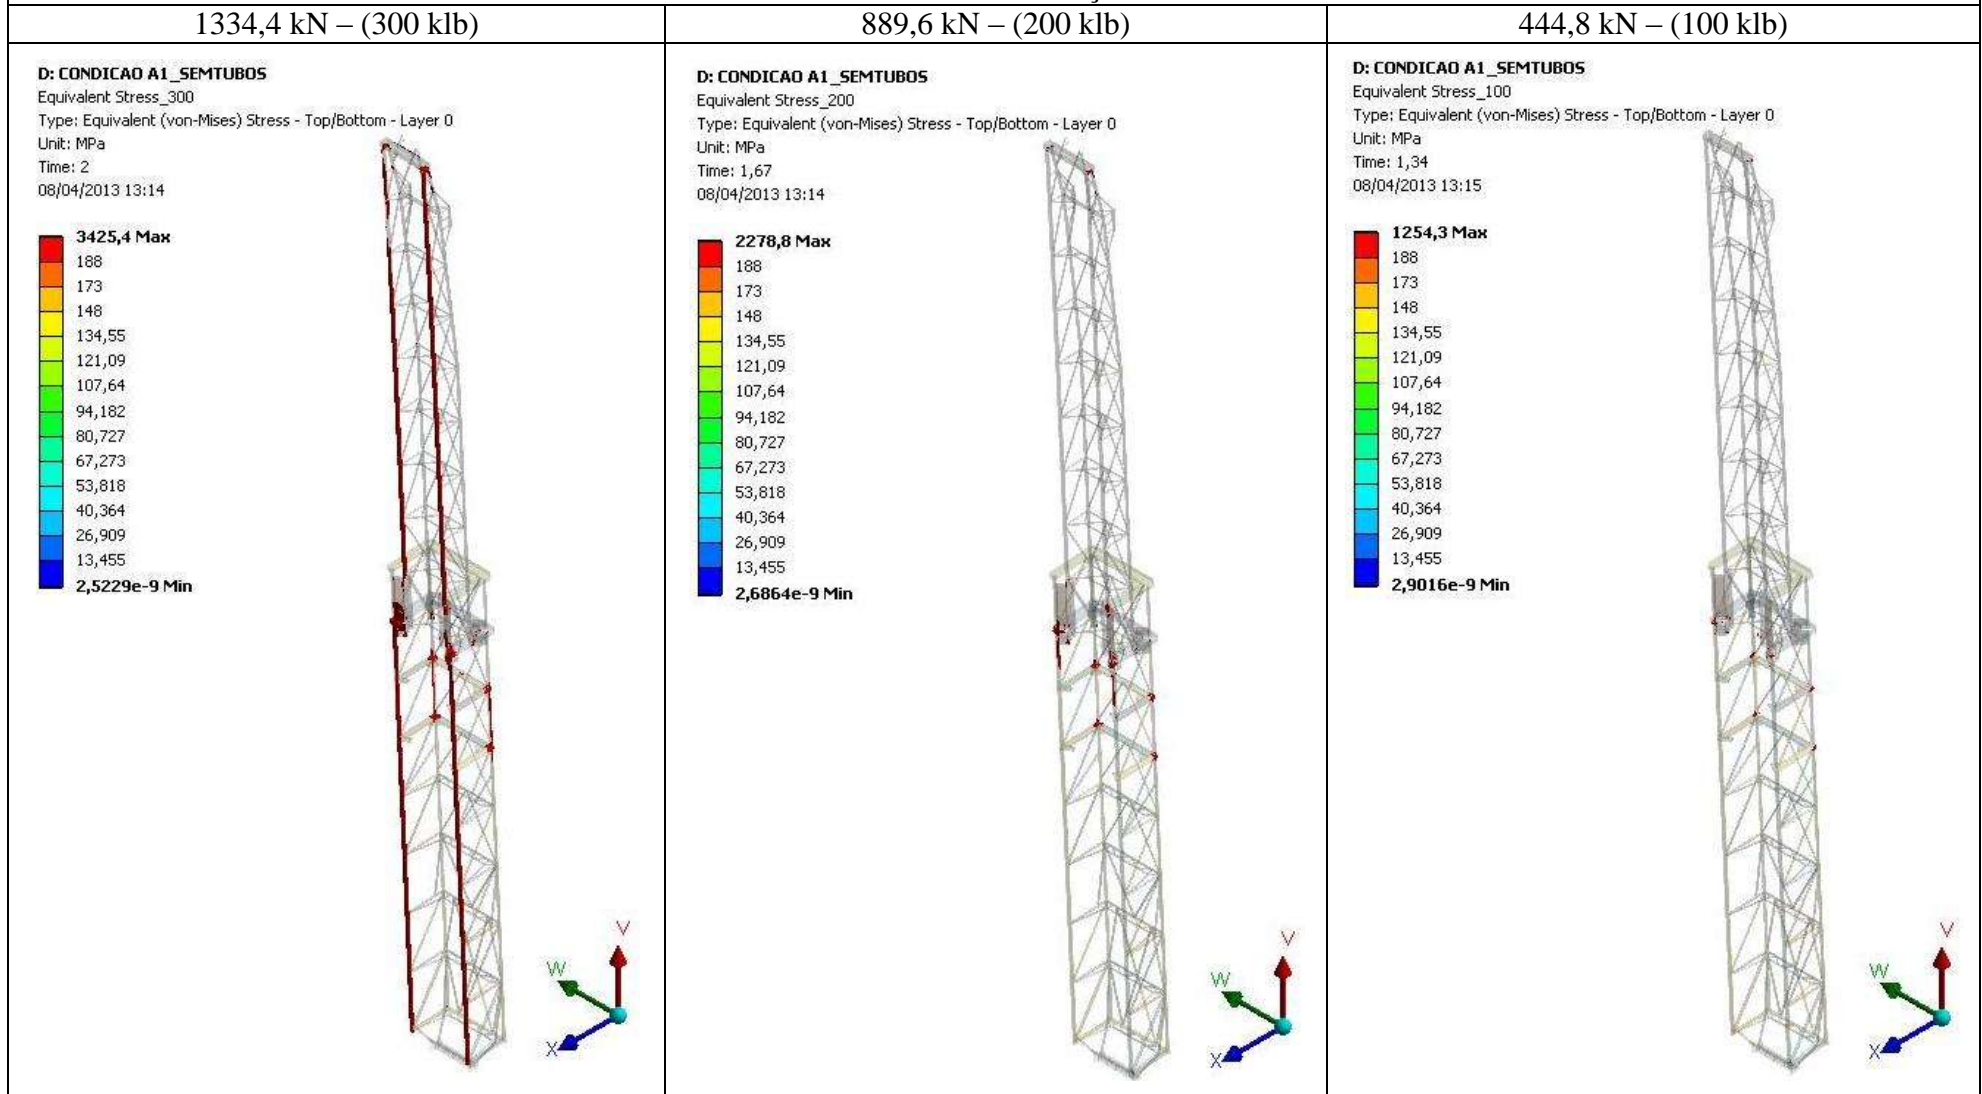 1334,4 kN – (300 klb)
889,6 kN – (200 klb)
444,8 kN – (100 klb)
D: CONDICAO A1_SEMTUBOS
Equivalent Stress_300
Type: Equivalent (von-Mises) Stress - Top/Bottom - Layer 0
Unit: MPa
Time: 2
08/04/2013 13:14
3425,4 Max
188
173
148
134,55
121,09
107,64
94,182
80,727
67,273
53,818
40,364
26,909
13,455
2,5229e-9 Min
V
W
X
D: CONDICAO A1_SEMTUBOS
Equivalent Stress_200
Type: Equivalent (von-Mises) Stress - Top/Bottom - Layer 0
Unit: MPa
Time: 1,67
08/04/2013 13:14
2278,8 Max
188
173
148
134,55
121,09
107,64
94,182
80,727
67,273
53,818
40,364
26,909
13,455
2,6864e-9 Min
V
W
X
D: CONDICAO A1_SEMTUBOS
Equivalent Stress_100
Type: Equivalent (von-Mises) Stress - Top/Bottom - Layer 0
Unit: MPa
Time: 1,34
08/04/2013 13:15
1254,3 Max
188
173
148
134,55
121,09
107,64
94,182
80,727
67,273
53,818
40,364
26,909
13,455
2,9016e-9 Min
V
W
X